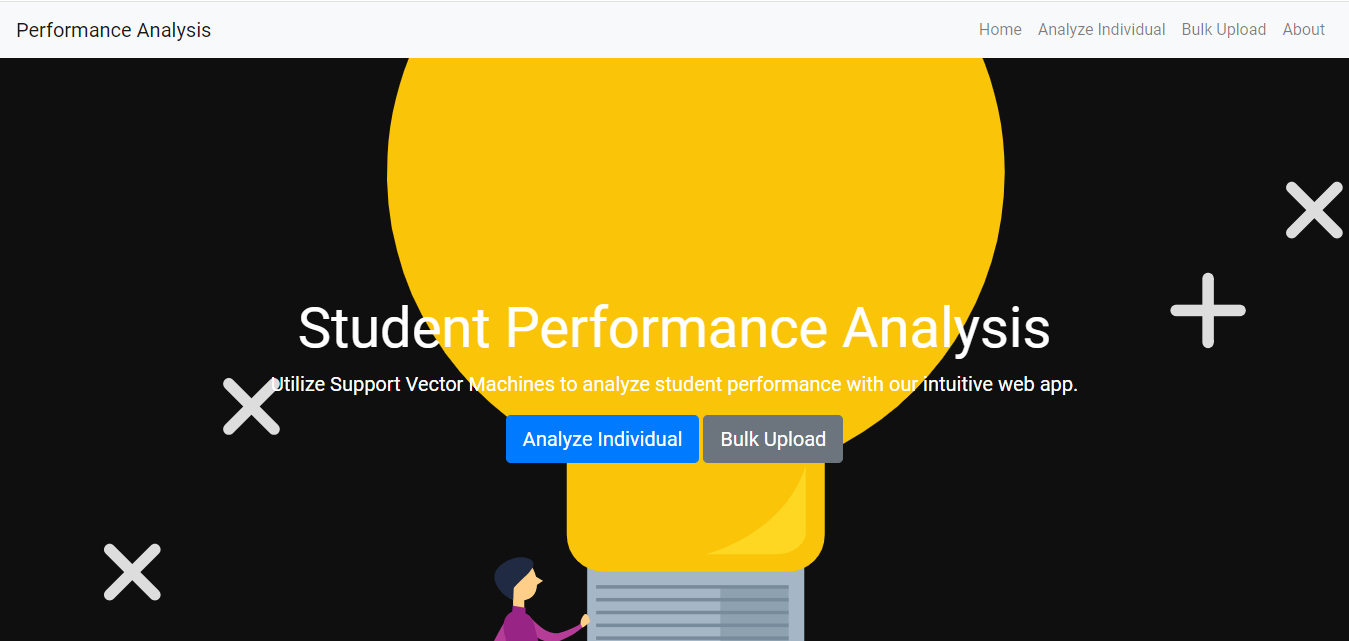 Performance Analysis
Home Analyze Individual Bulk Upload About
Student Performance Analysis
Utilize Support Vector Machines to analyze student performance with our intuitive web app.
Analyze Individual Bulk Upload